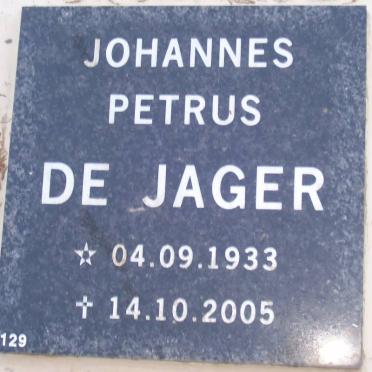 JOHANNES
PETRUS
DE JAGER
☆ 04.09.1933
✝ 14.10.2005
129